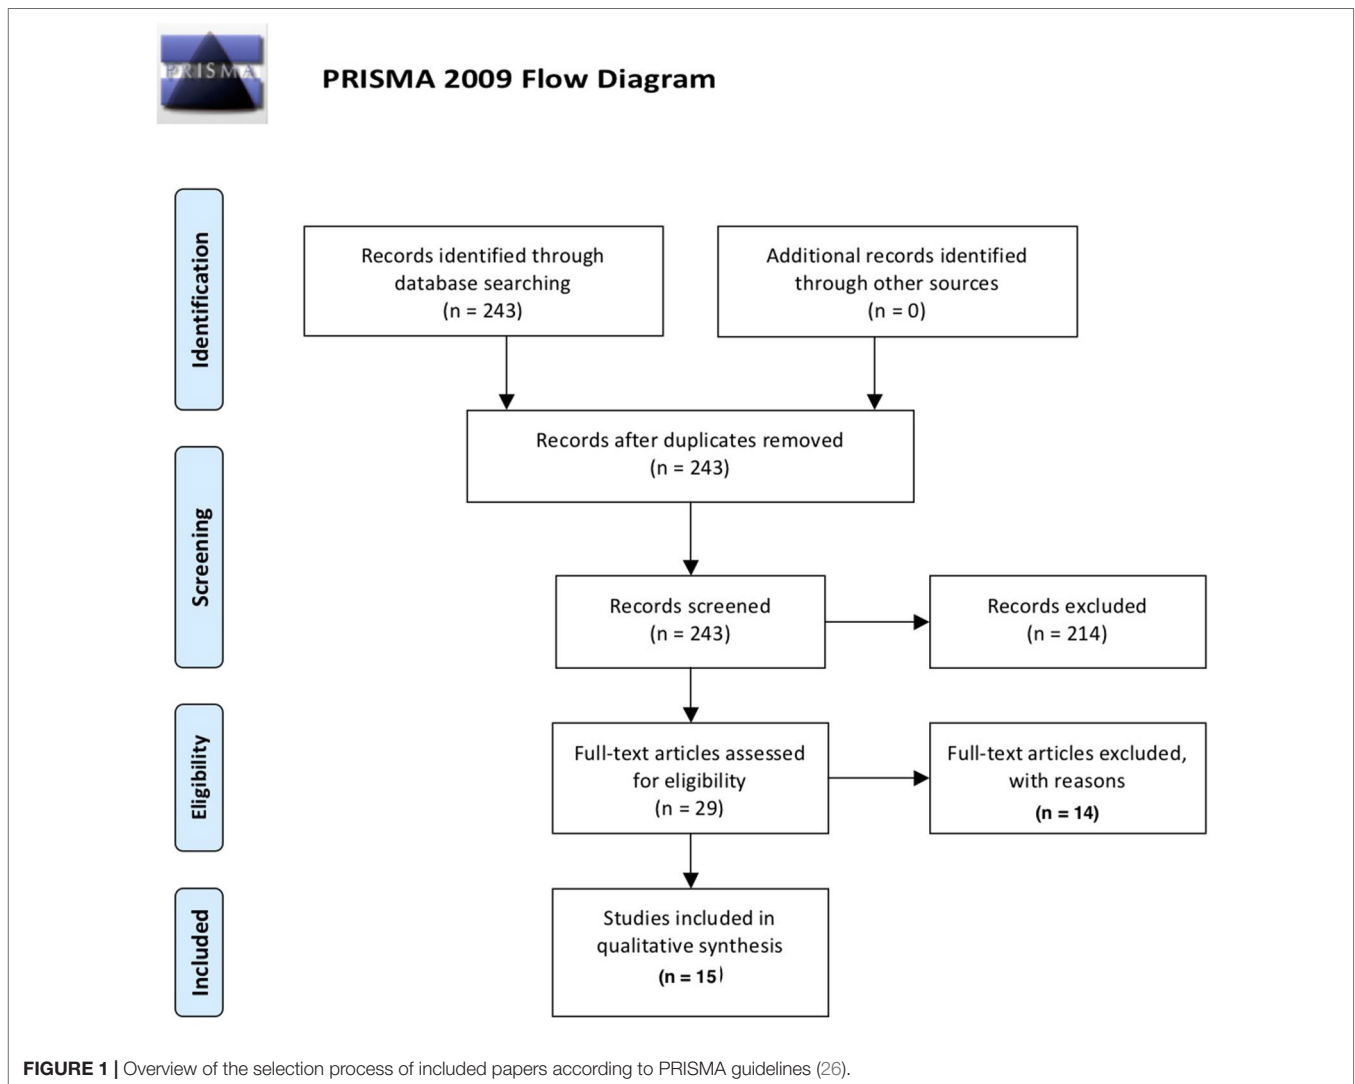 PRISMA
PRISMA 2009 Flow Diagram
Identification
Records identified through
database searching
(n = 243)
Additional records identified
through other sources
(n = 0)
Records after duplicates removed
(n = 243)
Screening
Records screened
(n = 243)
Records excluded
(n = 214)
Eligibility
Full-text articles assessed
for eligibility
(n = 29)
Full-text articles excluded,
with reasons
(n = 14)
Included
Studies included in
qualitative synthesis
(n = 15)
FIGURE 1 | Overview of the selection process of included papers according to PRISMA guidelines (26).